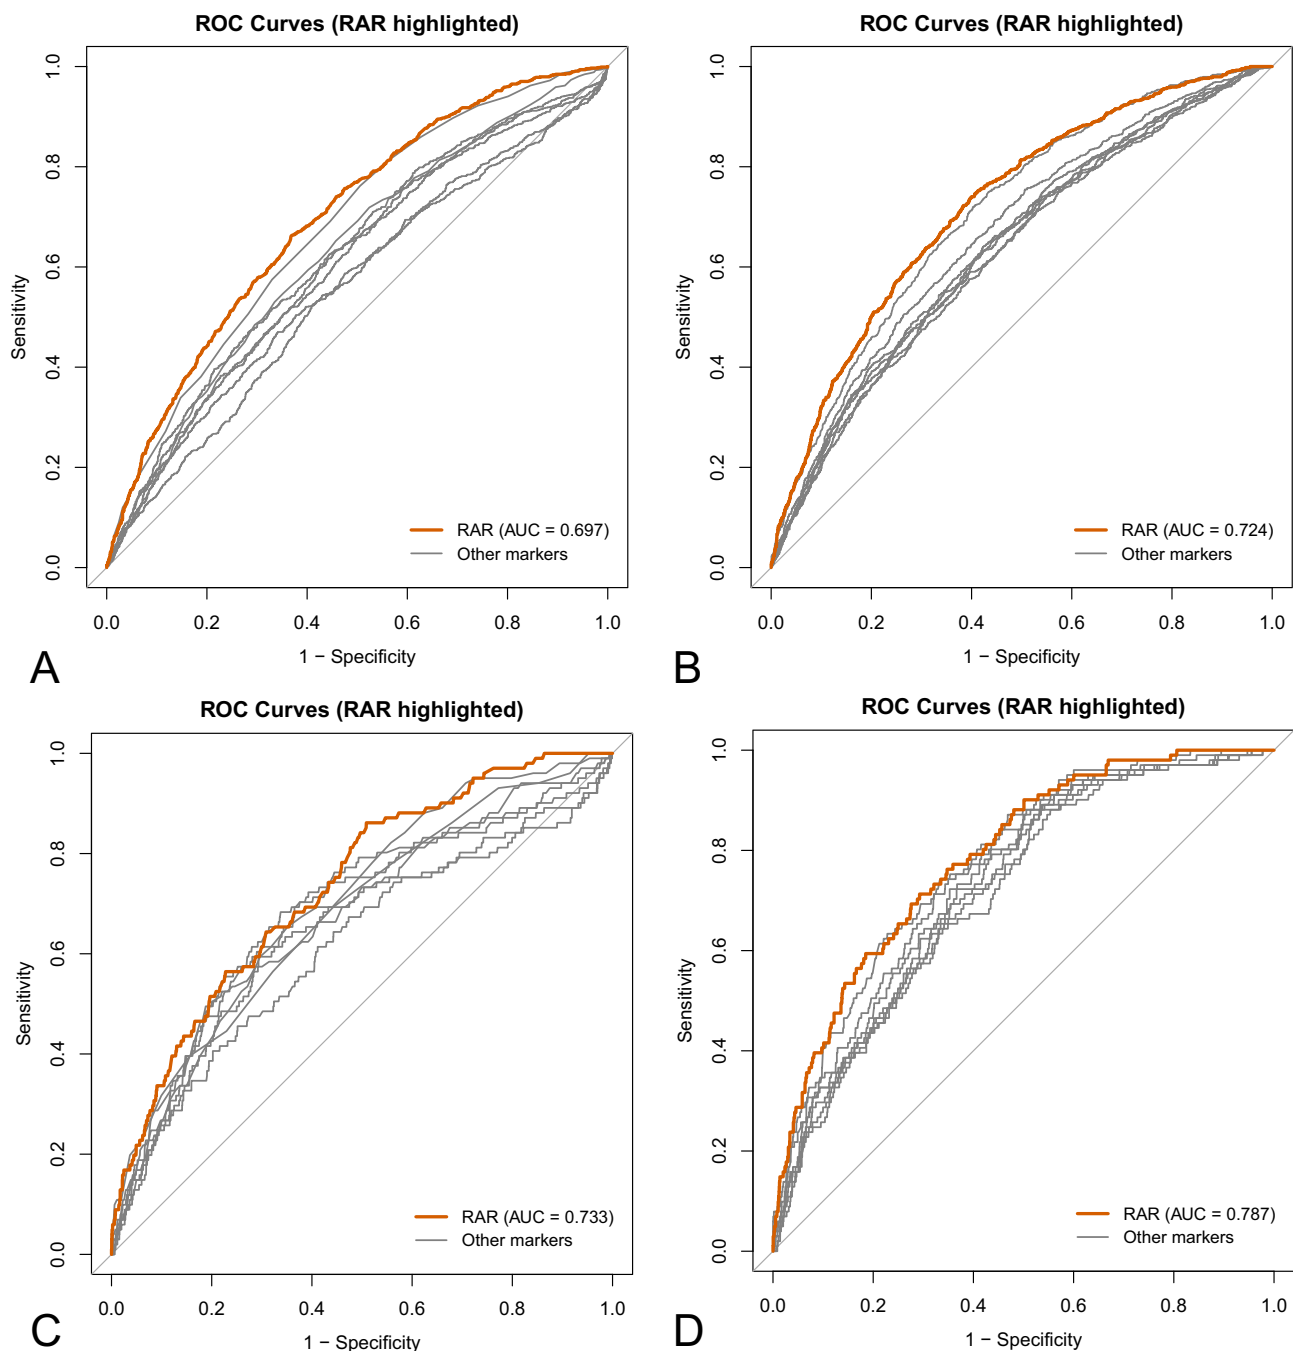 ROC Curves (RAR highlighted)
Sensitivity
0.0 0.2 0.4 0.6 0.8 1.0
RAR (AUC = 0.697)
Other markers
0.0 0.2 0.4 0.6 0.8 1.0
1 − Specificity
A
ROC Curves (RAR highlighted)
Sensitivity
0.0 0.2 0.4 0.6 0.8 1.0
RAR (AUC = 0.724)
Other markers
0.0 0.2 0.4 0.6 0.8 1.0
1 − Specificity
B
ROC Curves (RAR highlighted)
Sensitivity
0.0 0.2 0.4 0.6 0.8 1.0
RAR (AUC = 0.733)
Other markers
0.0 0.2 0.4 0.6 0.8 1.0
1 − Specificity
C
ROC Curves (RAR highlighted)
Sensitivity
0.0 0.2 0.4 0.6 0.8 1.0
RAR (AUC = 0.787)
Other markers
0.0 0.2 0.4 0.6 0.8 1.0
1 − Specificity
D